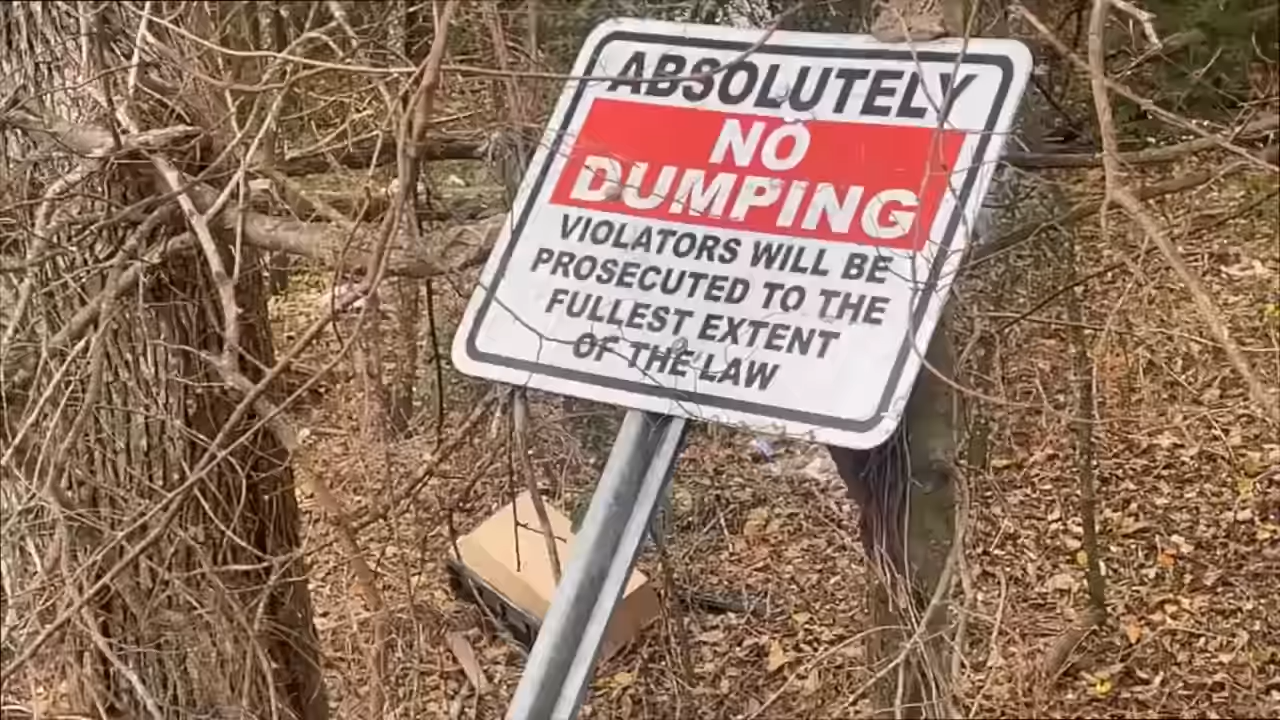 ABSOLUTELY
NO
DUMPING
VIOLATORS WILL BE
PROSECUTED TO THE
FULLEST EXTENT
OF THE LAW